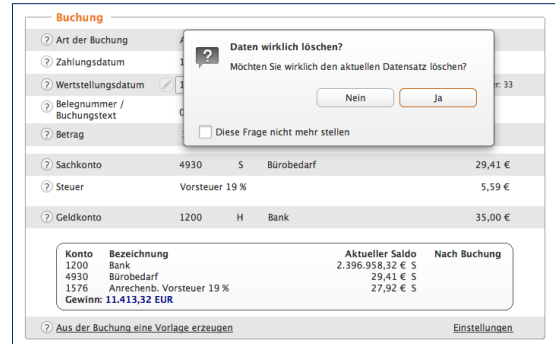 Buchung
Art der Buchung
Daten wirklich löschen?
Zahlungsdatum
Möchten Sie wirklich den aktuellen Datensatz löschen?
Wertstellungsdatum
33
Nein Ja
Belegnummer /
Buchungstext
Diese Frage nicht mehr stellen
Betrag
Sachkonto 4930 S Bürobedarf 29,41 €
Steuer Vorsteuer 19 % 5,59 €
Geldkonto 1200 H Bank 35,00 €
Konto Bezeichnung Aktueller Saldo Nach Buchung
1200 Bank 2.396.958,32 € S
4930 Bürobedarf 29,41 € S
1576 Anrechenb. Vorsteuer 19 % 27,92 € S
Gewinn: 11.413,32 EUR
Aus der Buchung eine Vorlage erzeugen Einstellungen